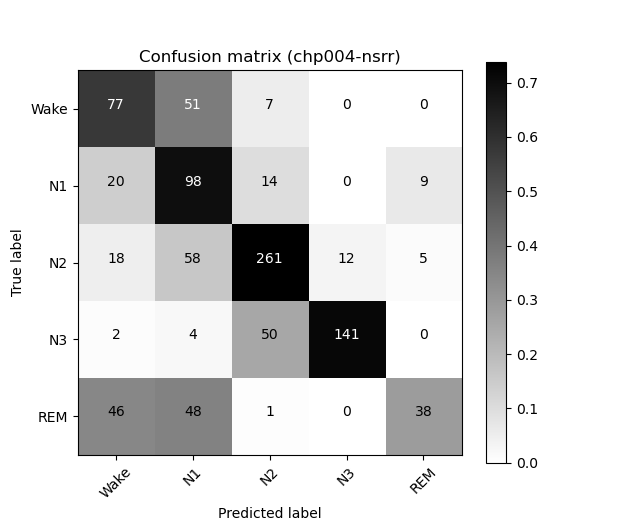 Confusion matrix (chp004-nsrr)
Wake 77 51 7 0 0
N1 20 98 14 0 9
N2 18 58 261 12 5
N3 2 4 50 141 0
REM 46 48 1 0 38
Wake N1 N2 N3 REM
Predicted label
True label
0.7
0.6
0.5
0.4
0.3
0.2
0.1
0.0